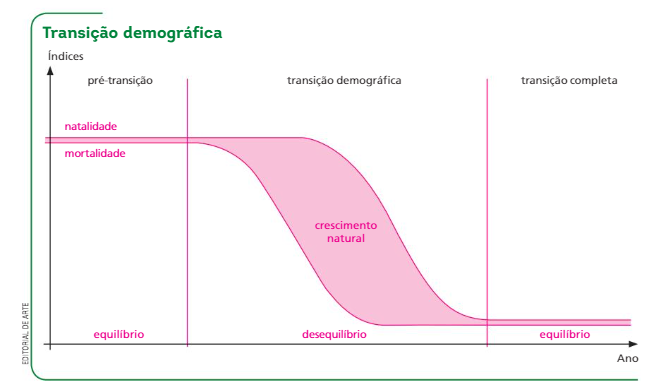 Transição demográfica
Índices
pré-transição
transição demográfica
transição completa
natalidade
mortalidade
crescimento
natural
equilíbrio
desequilíbrio
equilíbrio
Ano
EDITORIAL DE ARTE